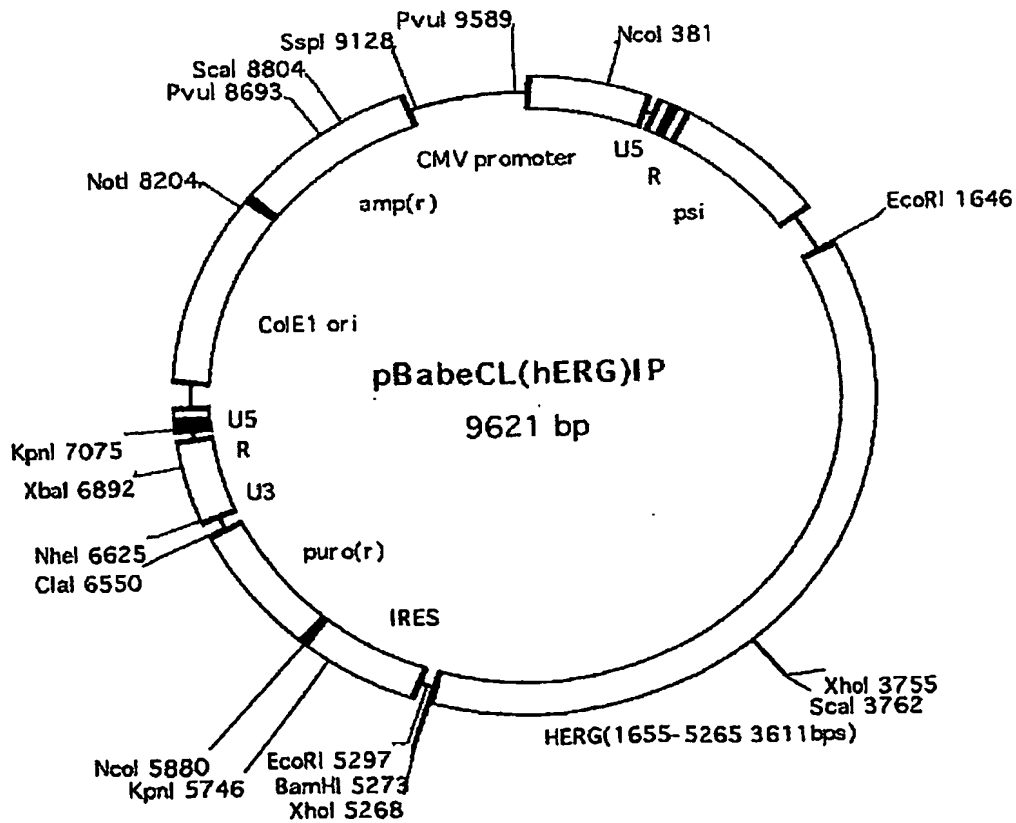 PvuI 9589
NcoI 381
SspI 9128
ScaI 8804
PvuI 8693
CMV promoter
U5
R
NotI 8204
amp(r)
psi
EcoRI 1646
ColE1 ori
pBabeCL(hERG)IP
9621 bp
U5
KpnI 7075
R
XbaI 6892
U3
NheI 6625
puro(r)
ClaI 6550
IRES
XhoI 3755
ScaI 3762
HERG(1655-5265 3611bps)
NcoI 5880
EcoRI 5297
KpnI 5746
BamHI 5273
XhoI 5268